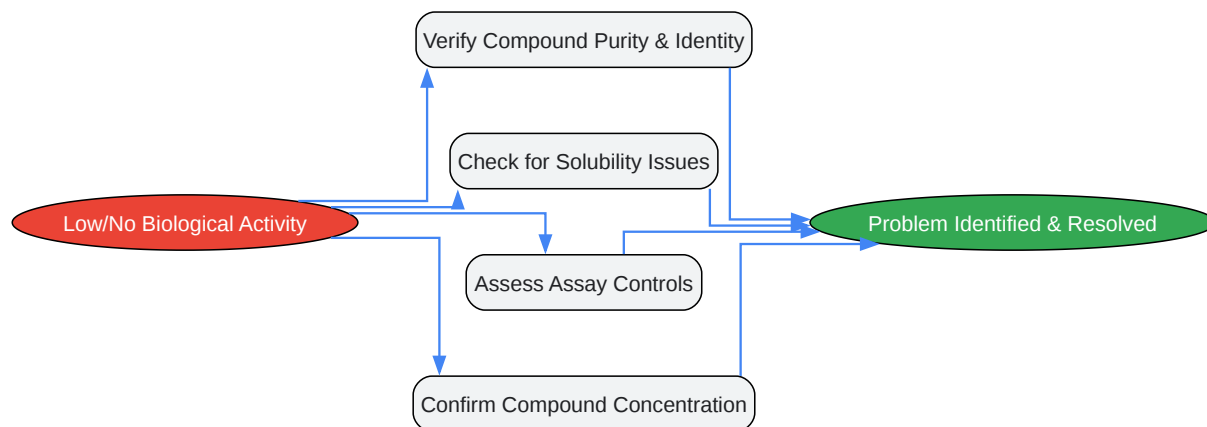 Verify Compound Purity & Identity
Check for Solubility Issues
Low/No Biological Activity
Problem Identified & Resolved
Assess Assay Controls
Confirm Compound Concentration